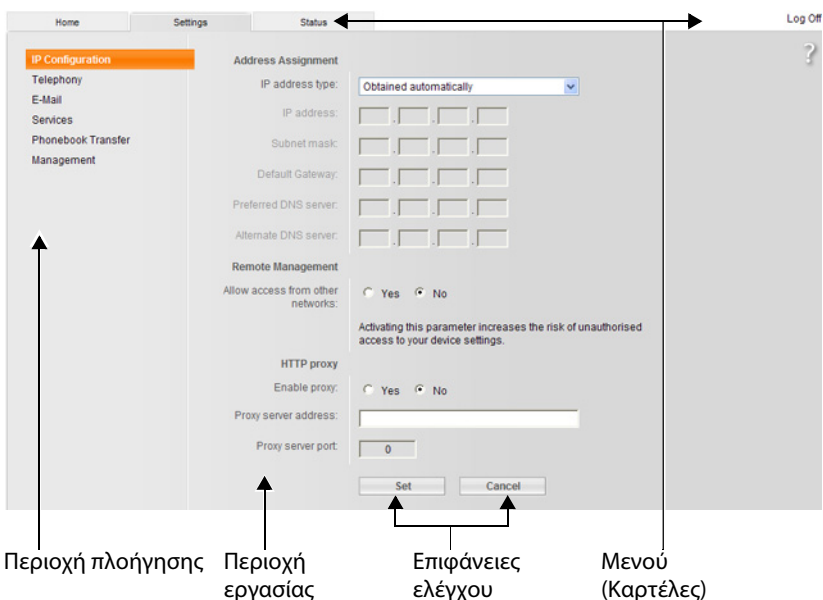 Home Settings Status Log Off
?
IP Configuration
Telephony
E-Mail
Services
Phonebook Transfer
Management
Address Assignment
IP address type: Obtained automatically
IP address: . . .
Subnet mask: . . .
Default Gateway: . . .
Preferred DNS server: . . .
Alternate DNS server: . . .
Remote Management
Allow access from other
networks:
Yes No
Activating this parameter increases the risk of unauthorised
access to your device settings.
HTTP proxy
Enable proxy: Yes No
Proxy server address:
Proxy server port: 0
Set Cancel
Περιοχή πλοήγησης
Περιοχή
εργασίας
Επιφάνειες
ελέγχου
Μενού
(Καρτέλες)